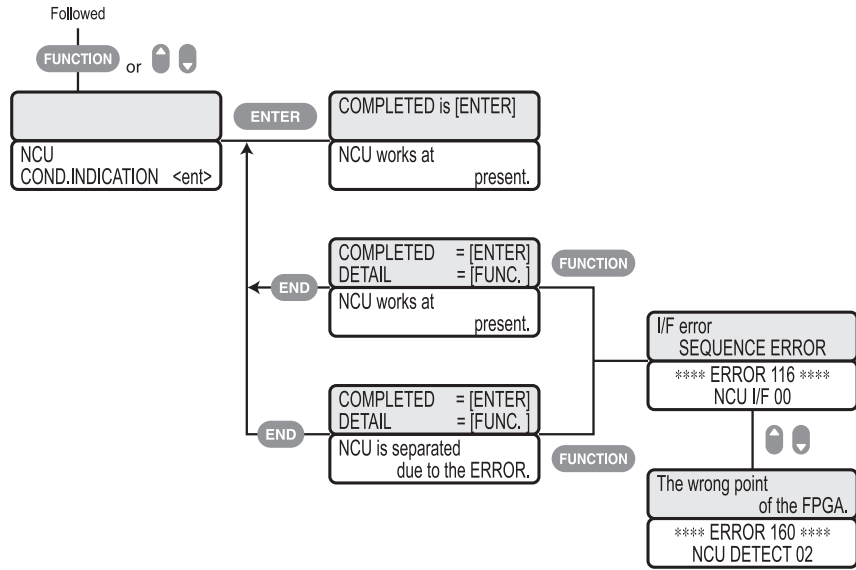 Followed
FUNCTION or
NCU
COND.INDICATION <ent>
ENTER
COMPLETED is [ENTER]
NCU works at
present.
COMPLETED = [ENTER]
DETAIL = [FUNC. ]
NCU works at
present.
END
FUNCTION
COMPLETED = [ENTER]
DETAIL = [FUNC. ]
NCU is separated
due to the ERROR.
END
FUNCTION
I/F error
SEQUENCE ERROR
**** ERROR 116 ****
NCU I/F 00
The wrong point
of the FPGA.
**** ERROR 160 ****
NCU DETECT 02